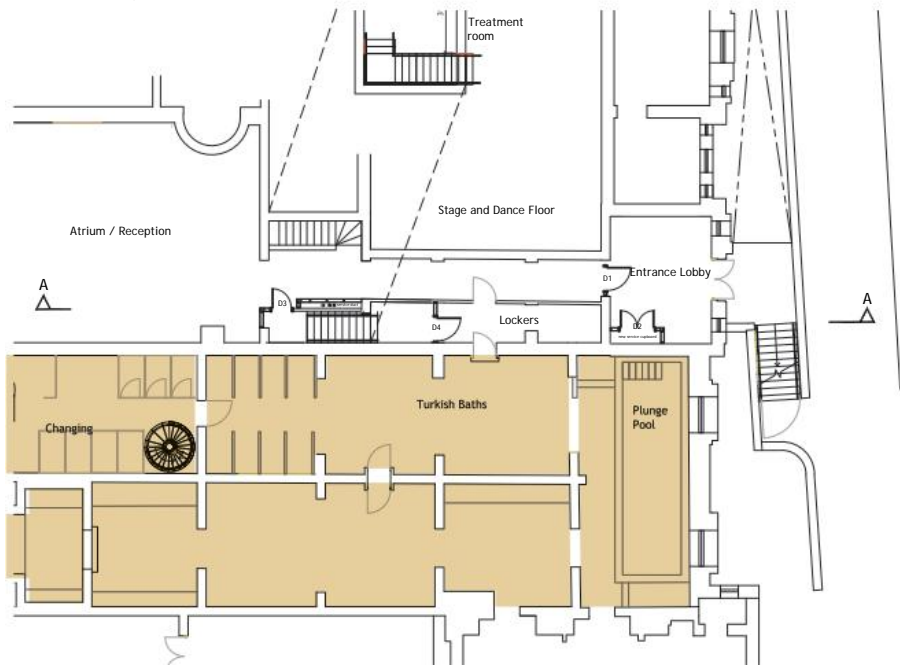 Treatment
room
Stage and Dance Floor
Atrium / Reception
Entrance Lobby
D1
A
A
D3
D2
Lockers
D4
Turkish Baths
Plunge
Pool
Changing